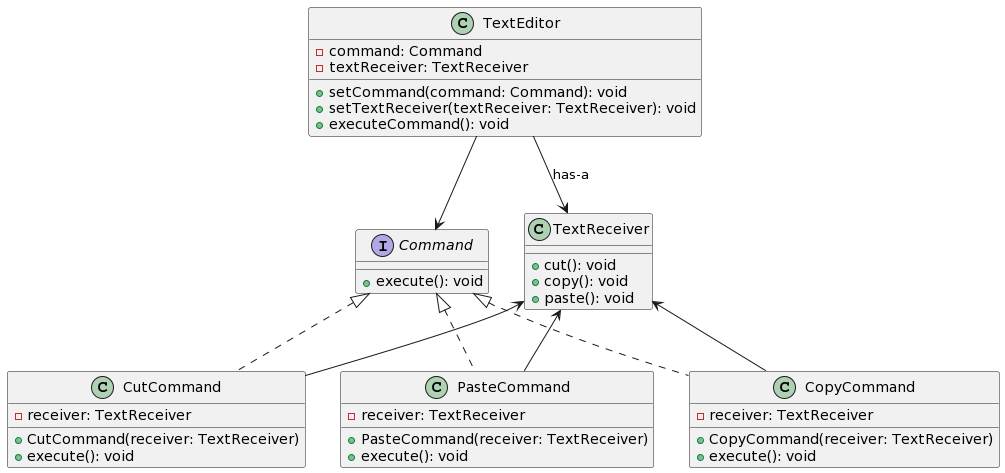 C TextEditor
command: Command
textReceiver: TextReceiver
setCommand(command: Command): void
setTextReceiver(textReceiver: TextReceiver): void
executeCommand(): void
has-a
I Command
execute(): void
C TextReceiver
cut(): void
copy(): void
paste(): void
C CutCommand
receiver: TextReceiver
CutCommand(receiver: TextReceiver)
execute(): void
C PasteCommand
receiver: TextReceiver
PasteCommand(receiver: TextReceiver)
execute(): void
C CopyCommand
receiver: TextReceiver
CopyCommand(receiver: TextReceiver)
execute(): void